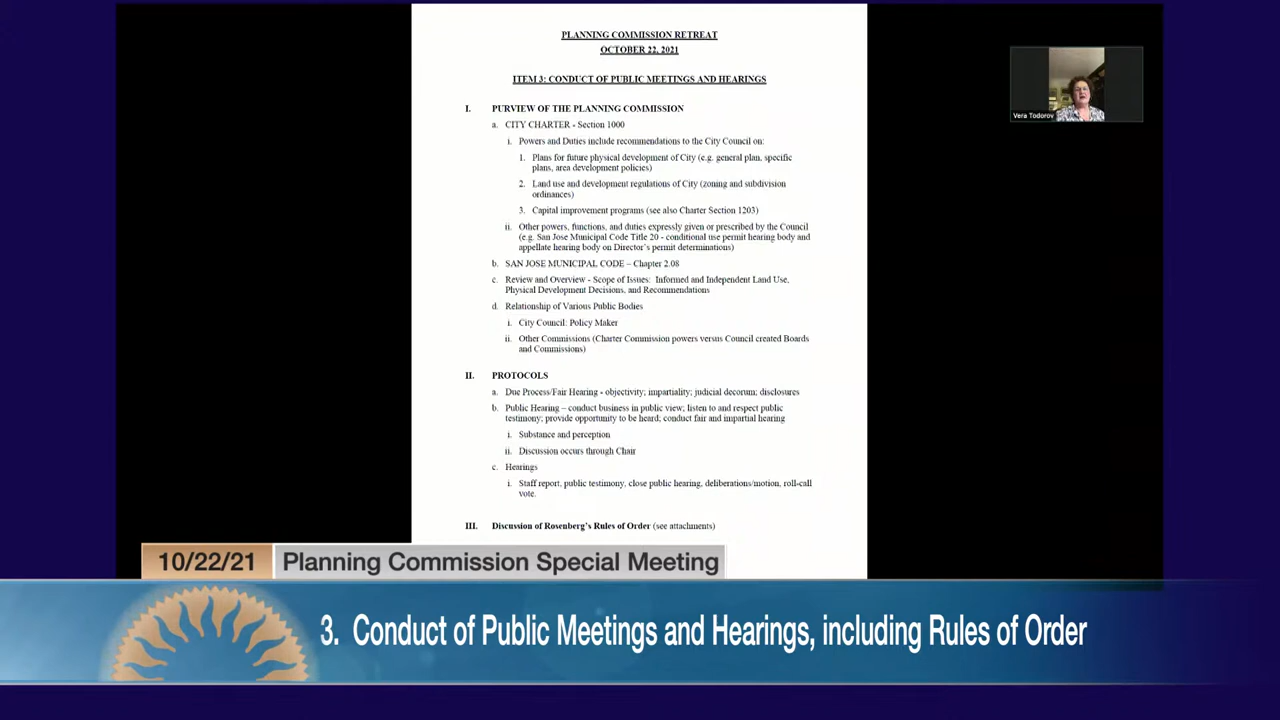 PLANNING COMMISSION RETREAT
OCTOBER 22, 2021
ITEM 3: CONDUCT OF PUBLIC MEETINGS AND HEARINGS
I. PURVIEW OF THE PLANNING COMMISSION
a. CITY CHARTER - Section 1000
i. Powers and Duties include recommendations to the City Council on:
1. Plans for future physical development of City (e.g. general plan, specific
plans, area development policies)
2. Land use and development regulations of City (zoning and subdivision
ordinances)
3. Capital improvement programs (see also Charter Section 1203)
ii. Other powers, functions, and duties expressly given or prescribed by the Council
(e.g. San Jose Municipal Code Title 20 - conditional use permit hearing body and
appellate hearing body on Director's permit determinations)
b. SAN JOSE MUNICIPAL CODE – Chapter 2.08
c. Review and Overview - Scope of Issues: Informed and Independent Land Use,
Physical Development Decisions, and Recommendations
d. Relationship of Various Public Bodies
i. City Council: Policy Maker
ii. Other Commissions (Charter Commission powers versus Council created Boards
and Commissions)
II. PROTOCOLS
a. Due Process/Fair Hearing - objectivity; impartiality; judicial decorum; disclosures
b. Public Hearing – conduct business in public view; listen to and respect public
testimony; provide opportunity to be heard; conduct fair and impartial hearing
i. Substance and perception
ii. Discussion occurs through Chair
c. Hearings
i. Staff report, public testimony, close public hearing, deliberations/motion, roll-call
vote.
III. Discussion of Rosenberg's Rules of Order (see attachments)
Vera Todorov
10/22/21 Planning Commission Special Meeting
3. Conduct of Public Meetings and Hearings, including Rules of Order